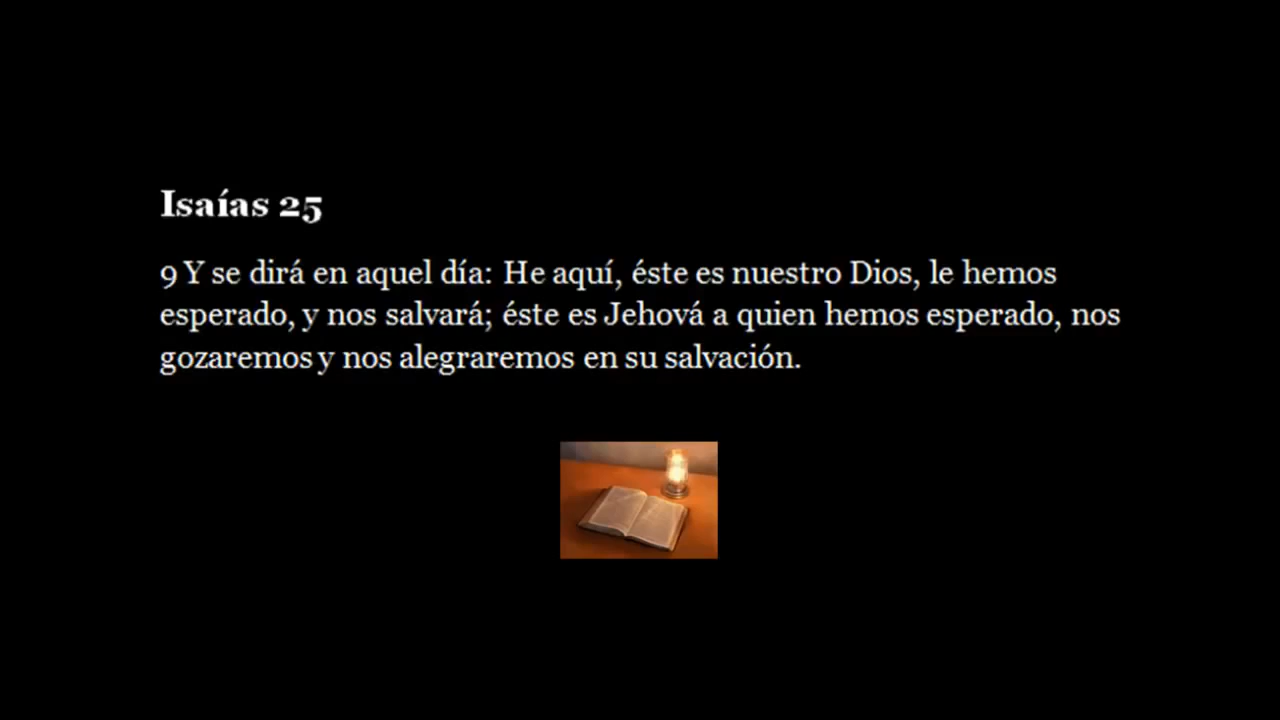 Isaías 25
9 Y se dirá en aquel día: He aquí, éste es nuestro Dios, le hemos
esperado, y nos salvará; éste es Jehová a quien hemos esperado, nos
gozaremos y nos alegraremos en su salvación.